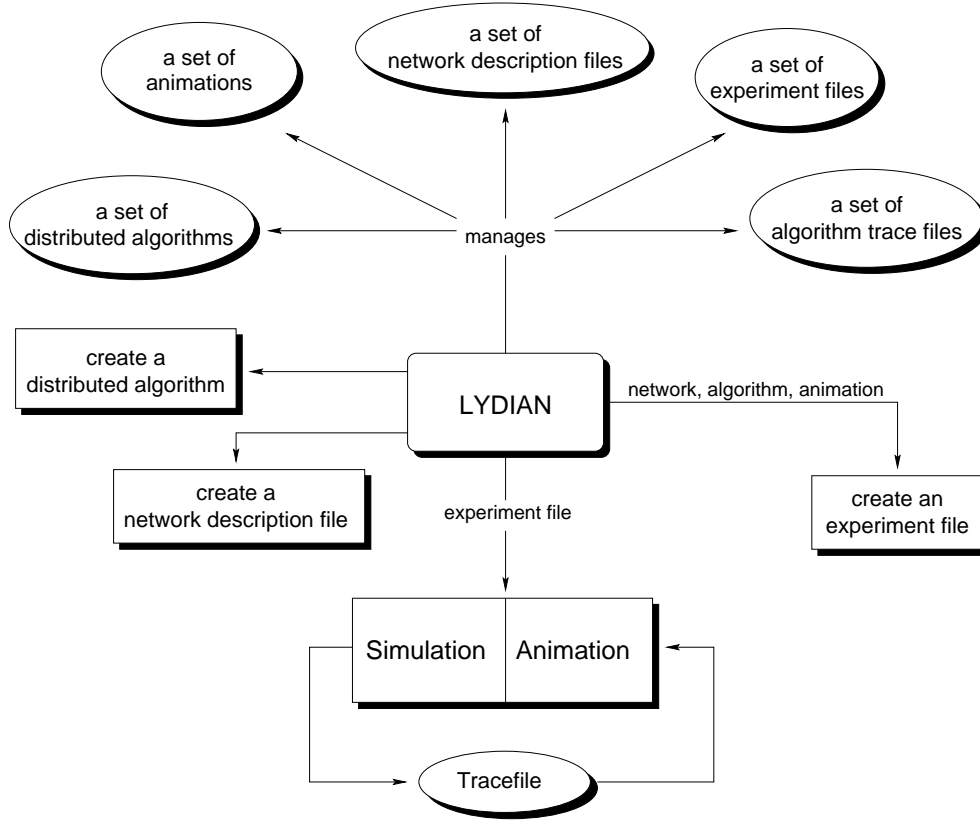 a set of
animations
a set of
network description files
a set of
experiment files
a set of
distributed algorithms
manages
a set of
algorithm trace files
create a
distributed algorithm
LYDIAN
network, algorithm, animation
create a
network description file
experiment file
create an
experiment file
Simulation
Animation
Tracefile